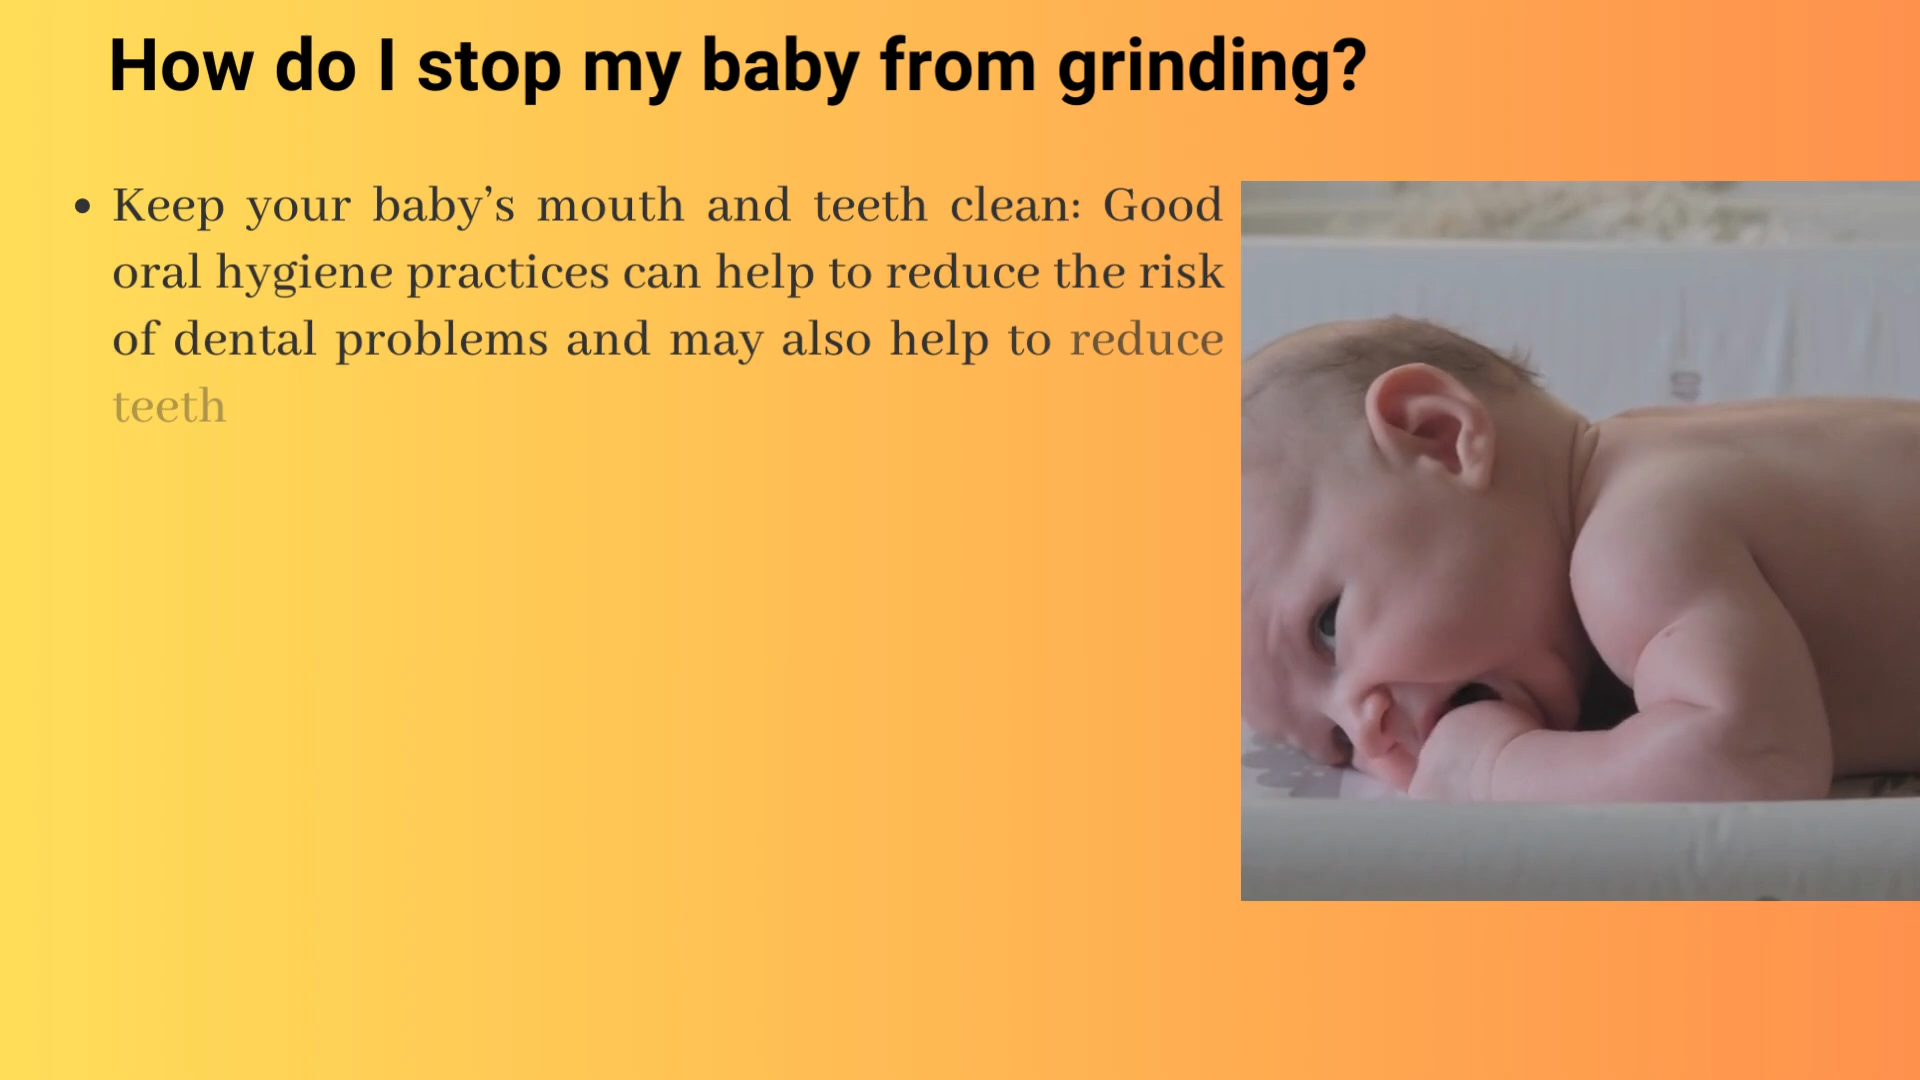 How do I stop my baby from grinding?
• Keep your baby’s mouth and teeth clean: Good
oral hygiene practices can help to reduce the risk
of dental problems and may also help to reduce
teeth